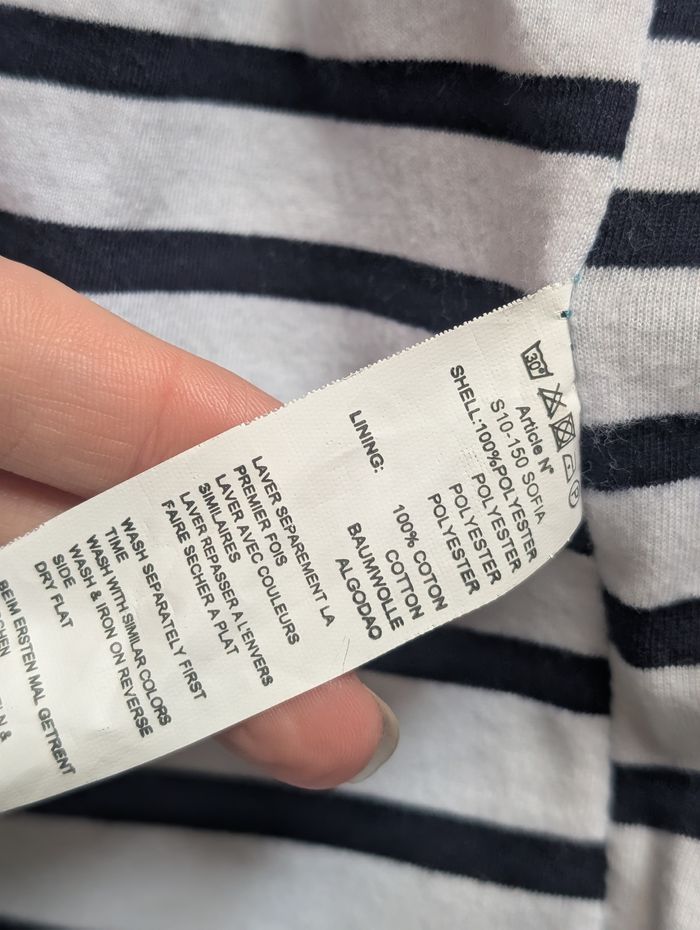 30°
P
Article N°
S10-150 SOFIA
SHELL:100%POLYESTER
POLYESTER
POLYESTER
POLYESTER
LINING:
100% COTON
COTTON
BAUMWOLLE
ALGODAO
LAVER SEPAREMENT LA
PREMIER FOIS
LAVER AVEC COULEURS
SIMILAIRES
LAVER REPASSER A L'ENVERS
FAIRE SECHER A PLAT
WASH SEPARATELY FIRST
TIME
WASH WITH SIMILAR COLORS
WASH & IRON ON REVERSE
SIDE
DRY FLAT
BEIM ERSTEN MAL GETRENT
&